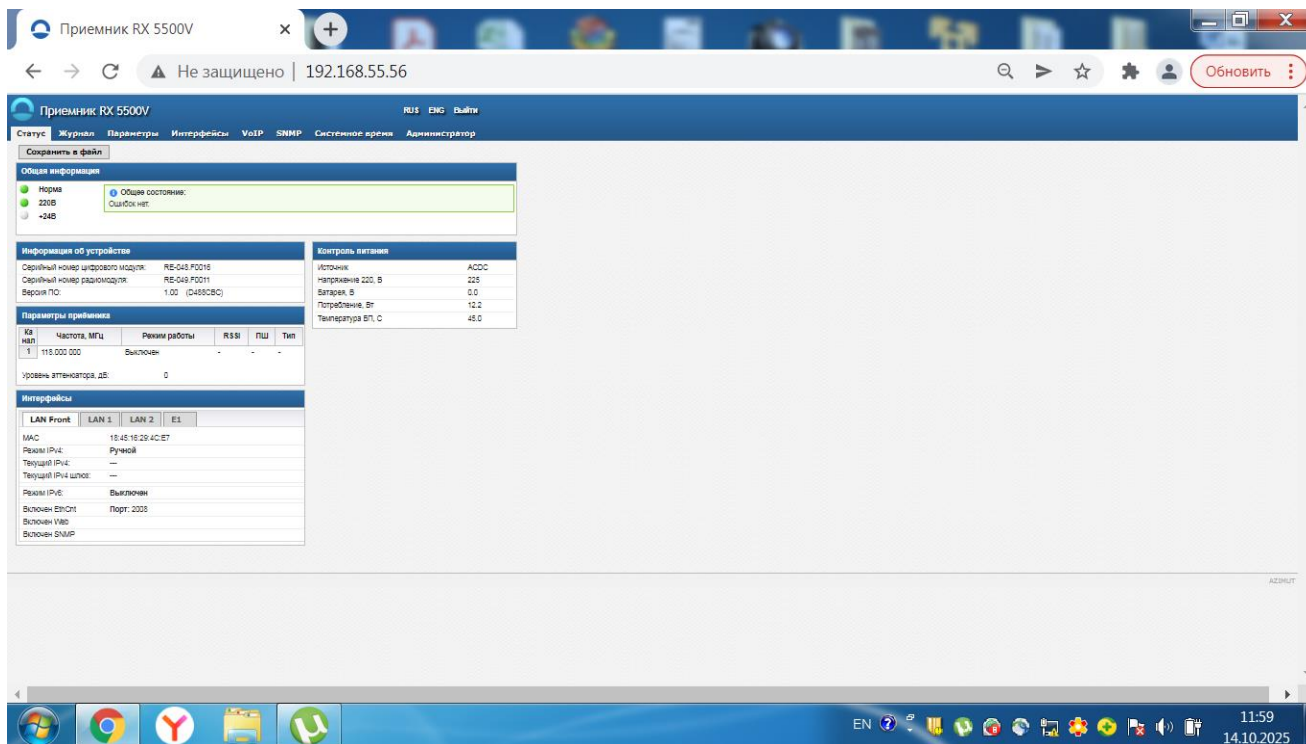 Приемник RX 5500V
Не защищено | 192.168.55.56
Обновить
Приемник RX 5500V RUS ENG Выйти
Статус Журнал Параметры Интерфейсы VoIP SNMP Системное время Администратор
Сохранить в файл
Общая информация
Норма
220В
+24В
Общее состояние:
Ошибок нет.
Информация об устройстве
Серийный номер цифрового модуля: RE-048.F0016
Серийный номер радиомодуля: RE-049.F0011
Версия ПО: 1.00 (D488CBC)
Контроль питания
Источник ACDC
Напряжение 220, В 225
Батарея, В 0.0
Потребление, Вт 12.2
Температура БП, С 45.0
Параметры приёмника
Ка нал Частота, МГц Режим работы RSSI ПШ Тип
1 118.000 000 Выключен - - -
Уровень аттенюатора, дБ: 0
Интерфейсы
LAN Front LAN 1 LAN 2 E1
MAC 18:45:16:29:4C:E7
Режим IPv4: Ручной
Текущий IPv4: —
Текущий IPv4 шлюз: —
Режим IPv6: Выключен
Включен EthCnt Порт: 2008
Включен Web
Включен SNMP
AZIMUT
EN
11:59
14.10.2025